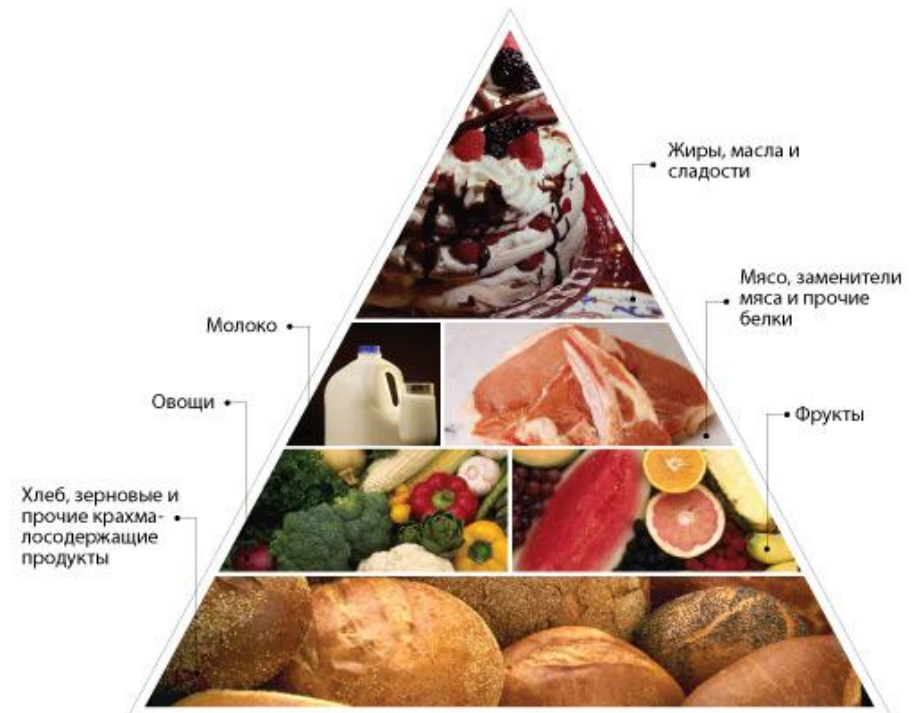 Жиры, масла и
сладости
Мясо, заменители
мяса и прочие
белки
Молоко
Овощи
Фрукты
Хлеб, зерновые и
прочие крахма-
лосодержащие
продукты